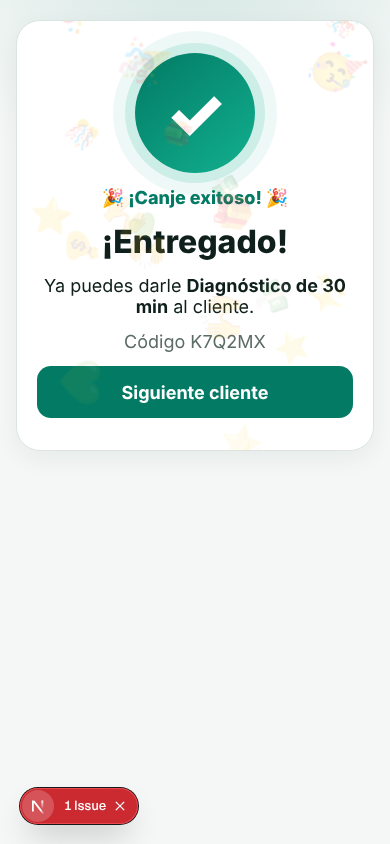 🎉 ¡Canje exitoso! 🎉
¡Entregado!
Ya puedes darle Diagnóstico de 30
min al cliente.
Código K7Q2MX
Siguiente cliente
N 1 Issue ×